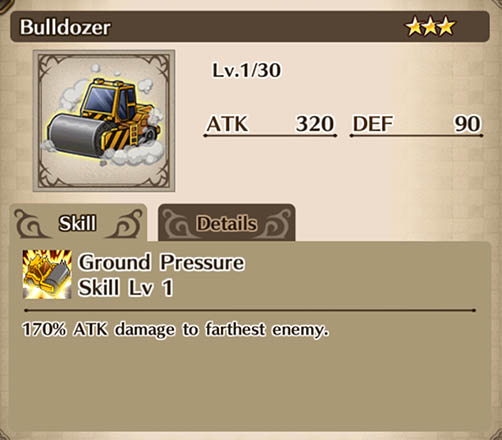 Bulldozer
Lv.1/30
ATK 320 DEF 90
Skill Details
Ground Pressure
Skill Lv 1
170% ATK damage to farthest enemy.